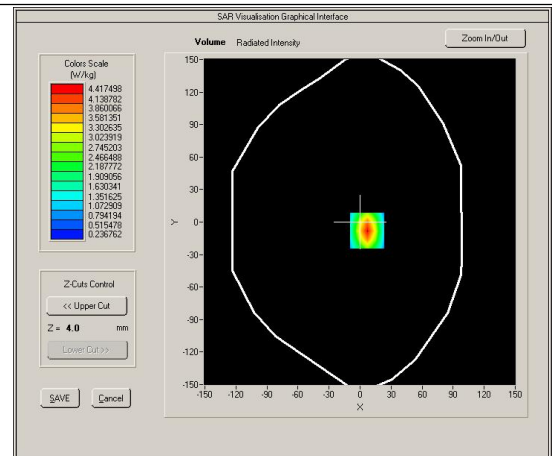 SAR Visualisation Graphical Interface
Volume Radiated Intensity
Zoom In/Out
Colors Scale
(W/kg)
4.417498
4.138782
3.860066
3.581351
3.302635
3.023919
2.745203
2.466488
2.187772
1.909056
1.630341
1.351625
1.072909
0.794194
0.515478
0.236762
Z-Cuts Control
<< Upper Cut
Z = 4.0 mm
Lower Cut >>
SAVE
Cancel
150
120
90
60
30
0
-30
-60
-90
-120
-150
Y
-150 -120 -90 -60 -30 0 30 60 90 120 150
X